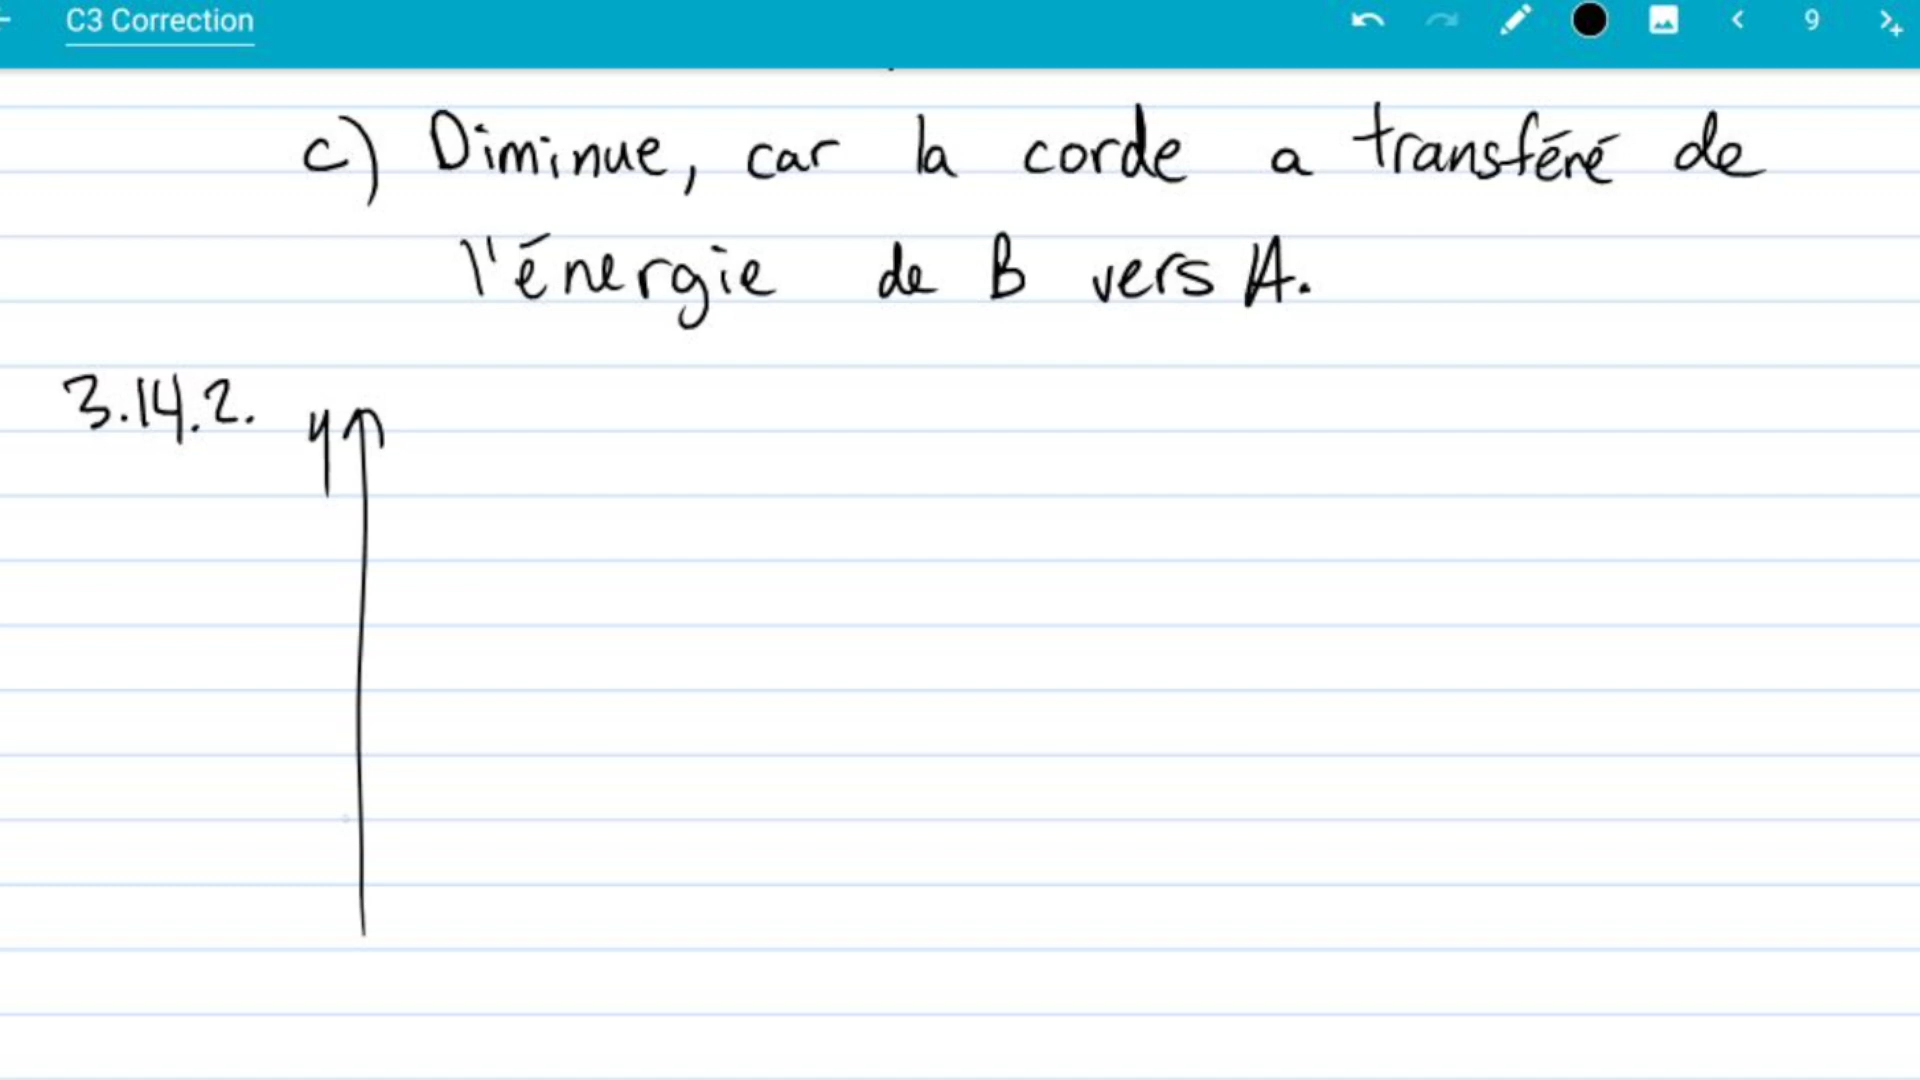 C3 Correction
9
c) Diminue, car la corde a transféré de
l'énergie de B vers A.
3.14.2.
y